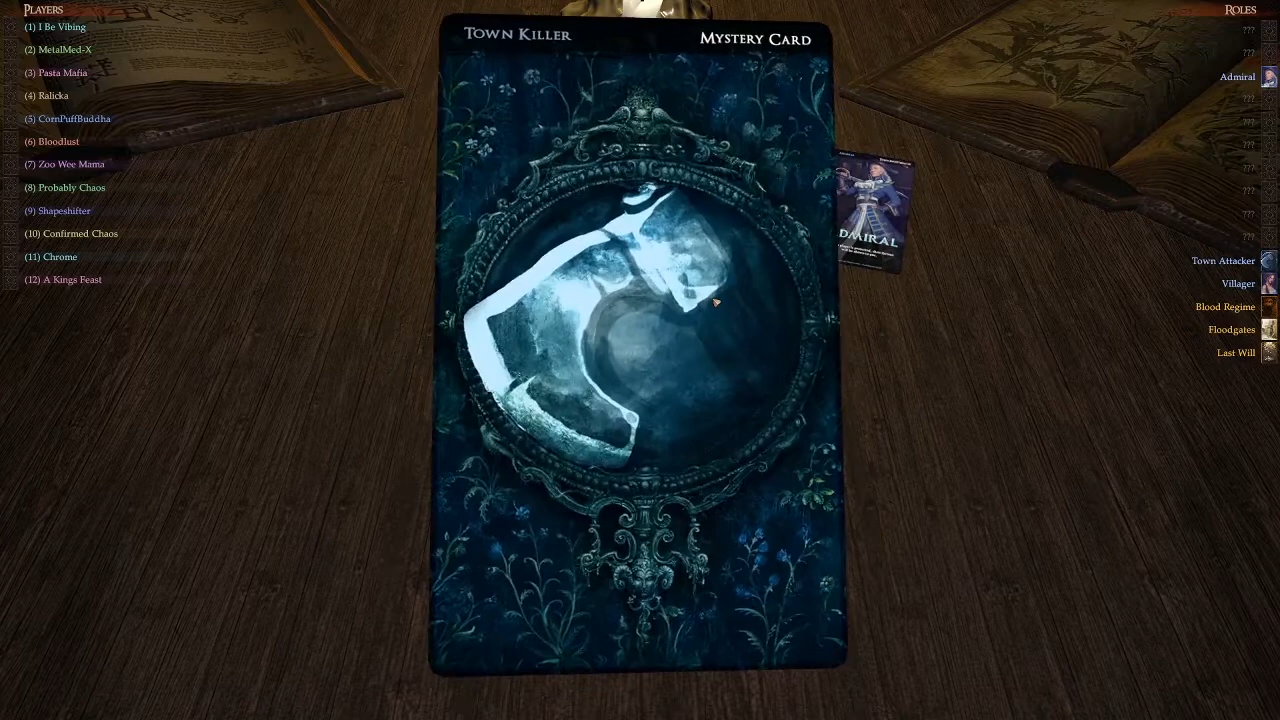 PLAYERS
(1) I Be Vibing
(2) MetalMed-X
(3) Pasta Mafia
(4) Ralicka
(5) CornPuffBuddha
(6) Bloodlust
(7) Zoo Wee Mama
(8) Probably Chaos
(9) Shapeshifter
(10) Confirmed Chaos
(11) Chrome
(12) A Kings Feast
TOWN KILLER
MYSTERY CARD
DMIRAL
ROLES
???
???
Admiral
???
???
???
???
???
???
???
Town Attacker
Villager
Blood Regime
Floodgates
Last Will